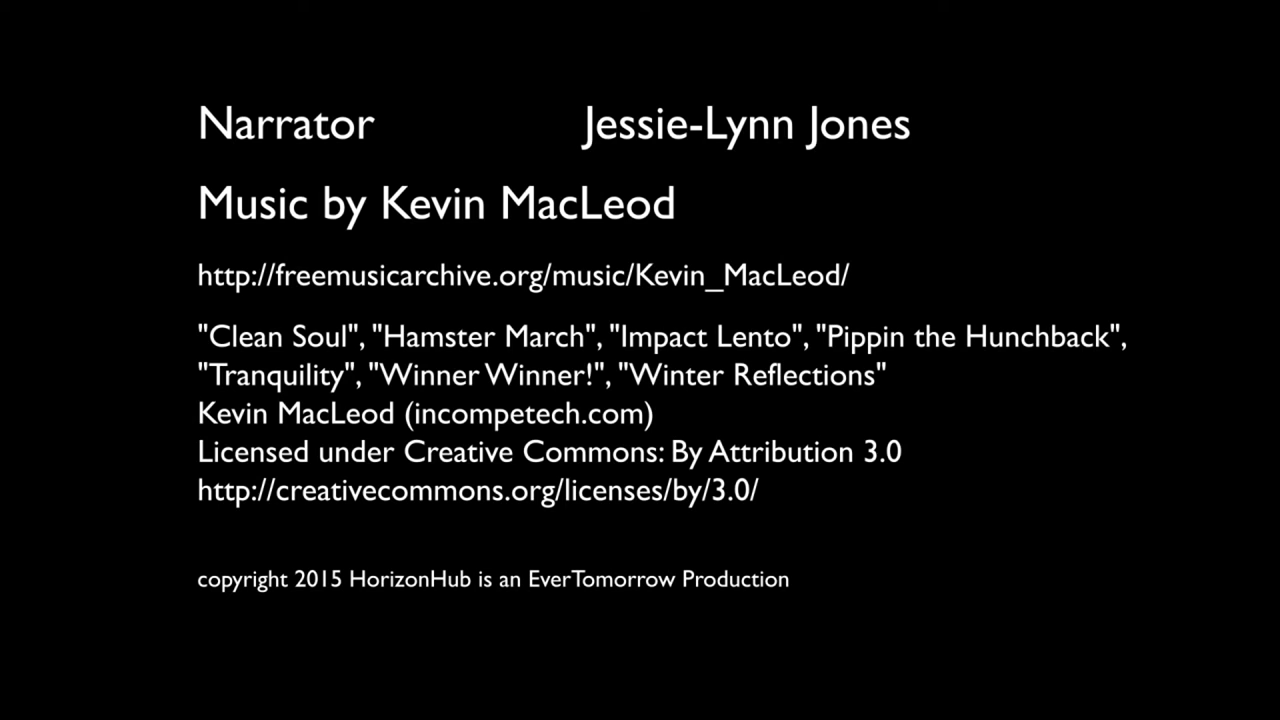 Narrator Jessie-Lynn Jones
Music by Kevin MacLeod
http://freemusicarchive.org/music/Kevin_MacLeod/
"Clean Soul", "Hamster March", "Impact Lento", "Pippin the Hunchback",
"Tranquility", "Winner Winner!", "Winter Reflections"
Kevin MacLeod (incompetech.com)
Licensed under Creative Commons: By Attribution 3.0
http://creativecommons.org/licenses/by/3.0/
copyright 2015 HorizonHub is an EverTomorrow Production